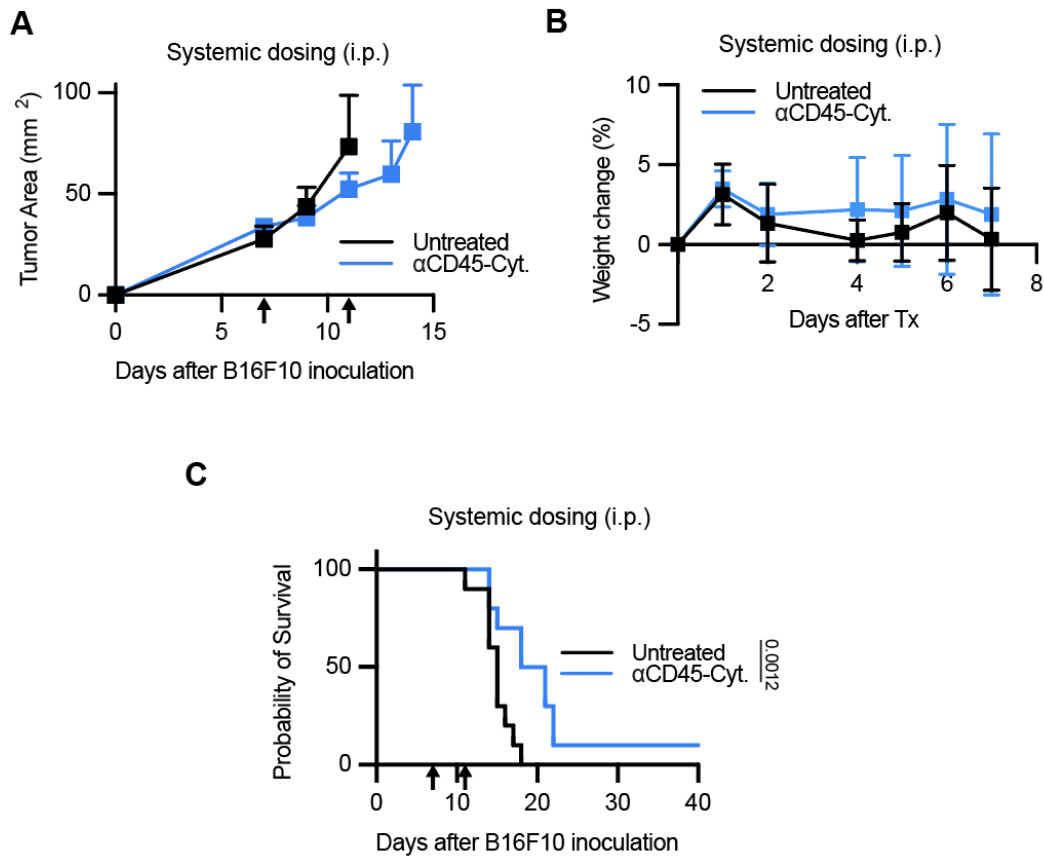 A
Systemic dosing (i.p.)
Tumor Area (mm 2)
100
50
0
0
5
10
15
Untreated
αCD45-Cyt.
Days after B16F10 inoculation
B
Systemic dosing (i.p.)
Weight change (%)
10
5
0
-5
2
4
6
8
Untreated
αCD45-Cyt.
Days after Tx
C
Systemic dosing (i.p.)
Probability of Survival
100
50
0
0
10
20
30
40
Untreated
αCD45-Cyt.
0.0012
Days after B16F10 inoculation